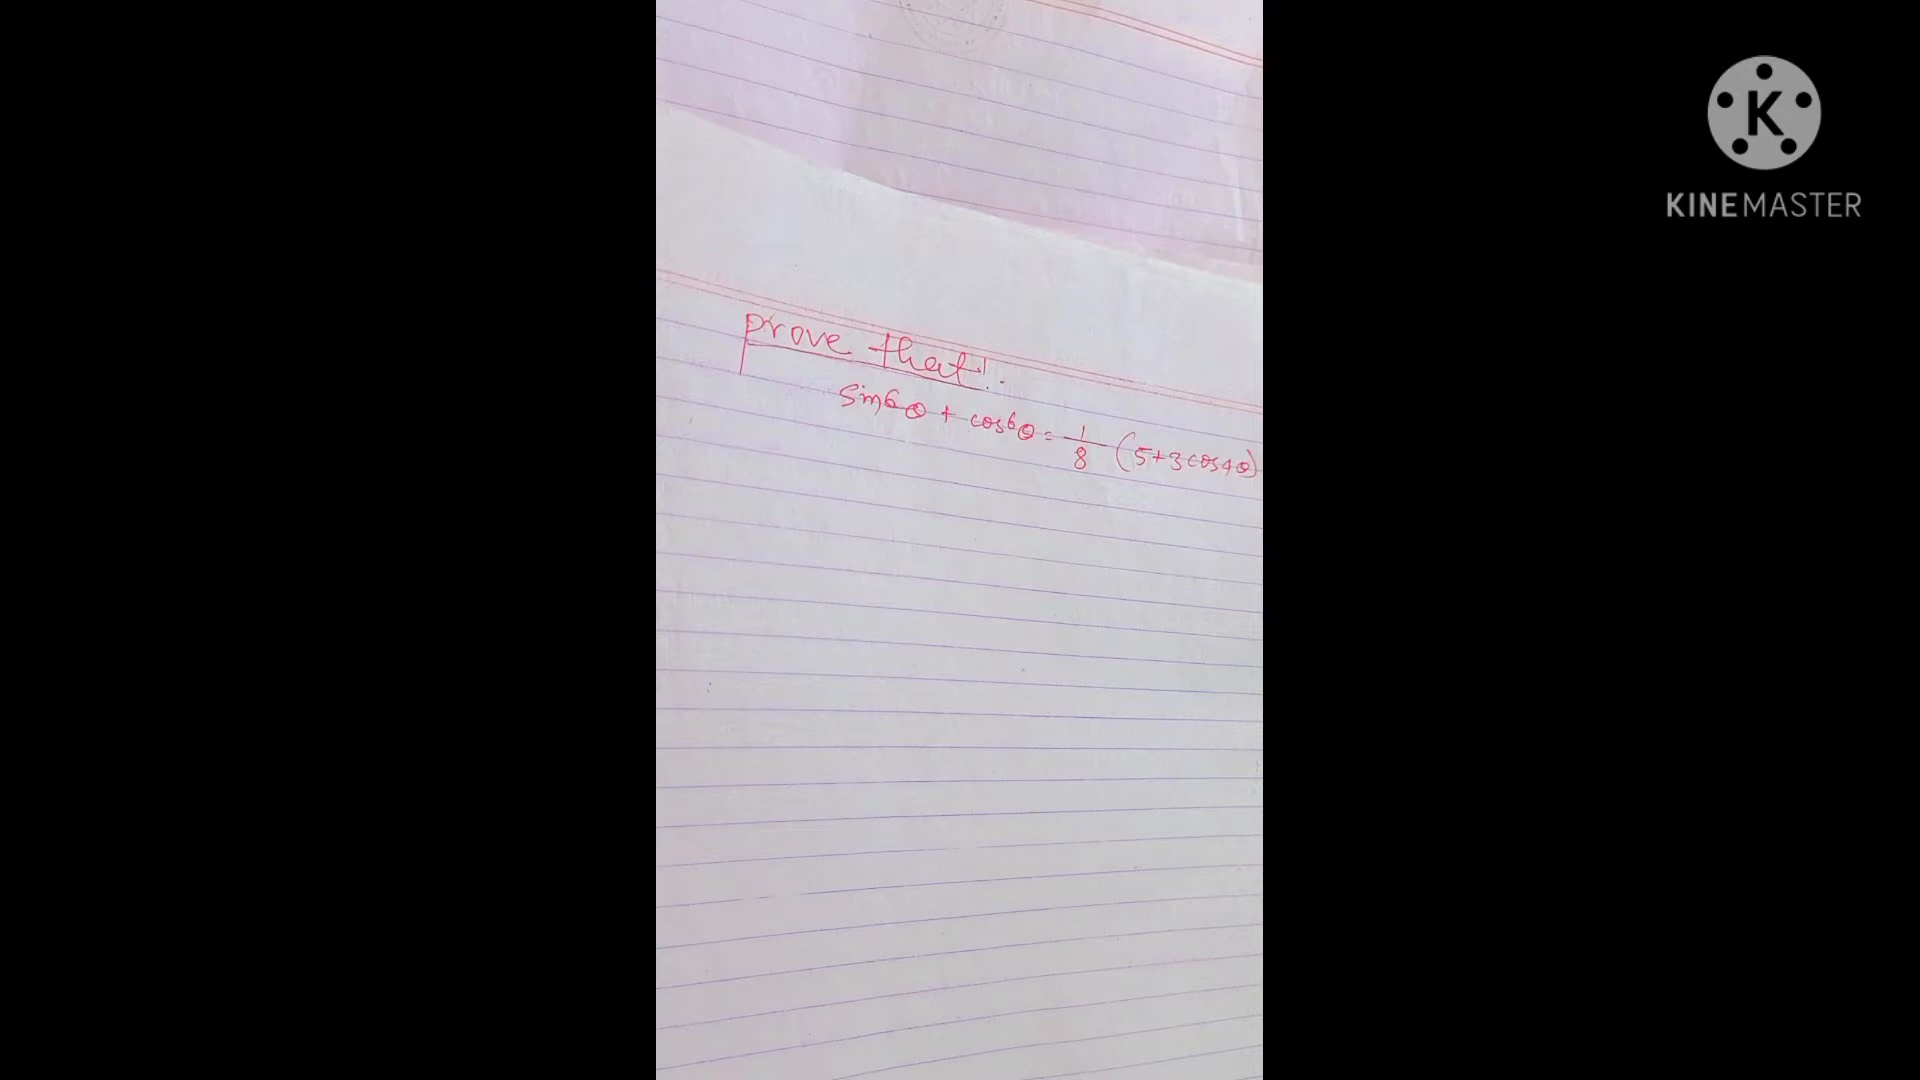 prove that:.
sin⁶θ + cos⁶θ = 1/8 (5+3cos4θ)
K
KINEMASTER